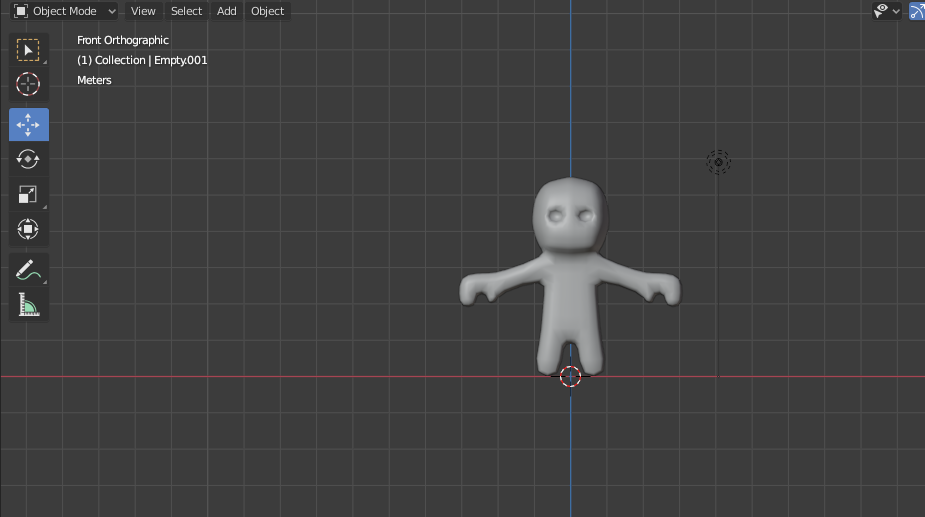 Object Mode View Select Add Object
Front Orthographic
(1) Collection | Empty.001
Meters